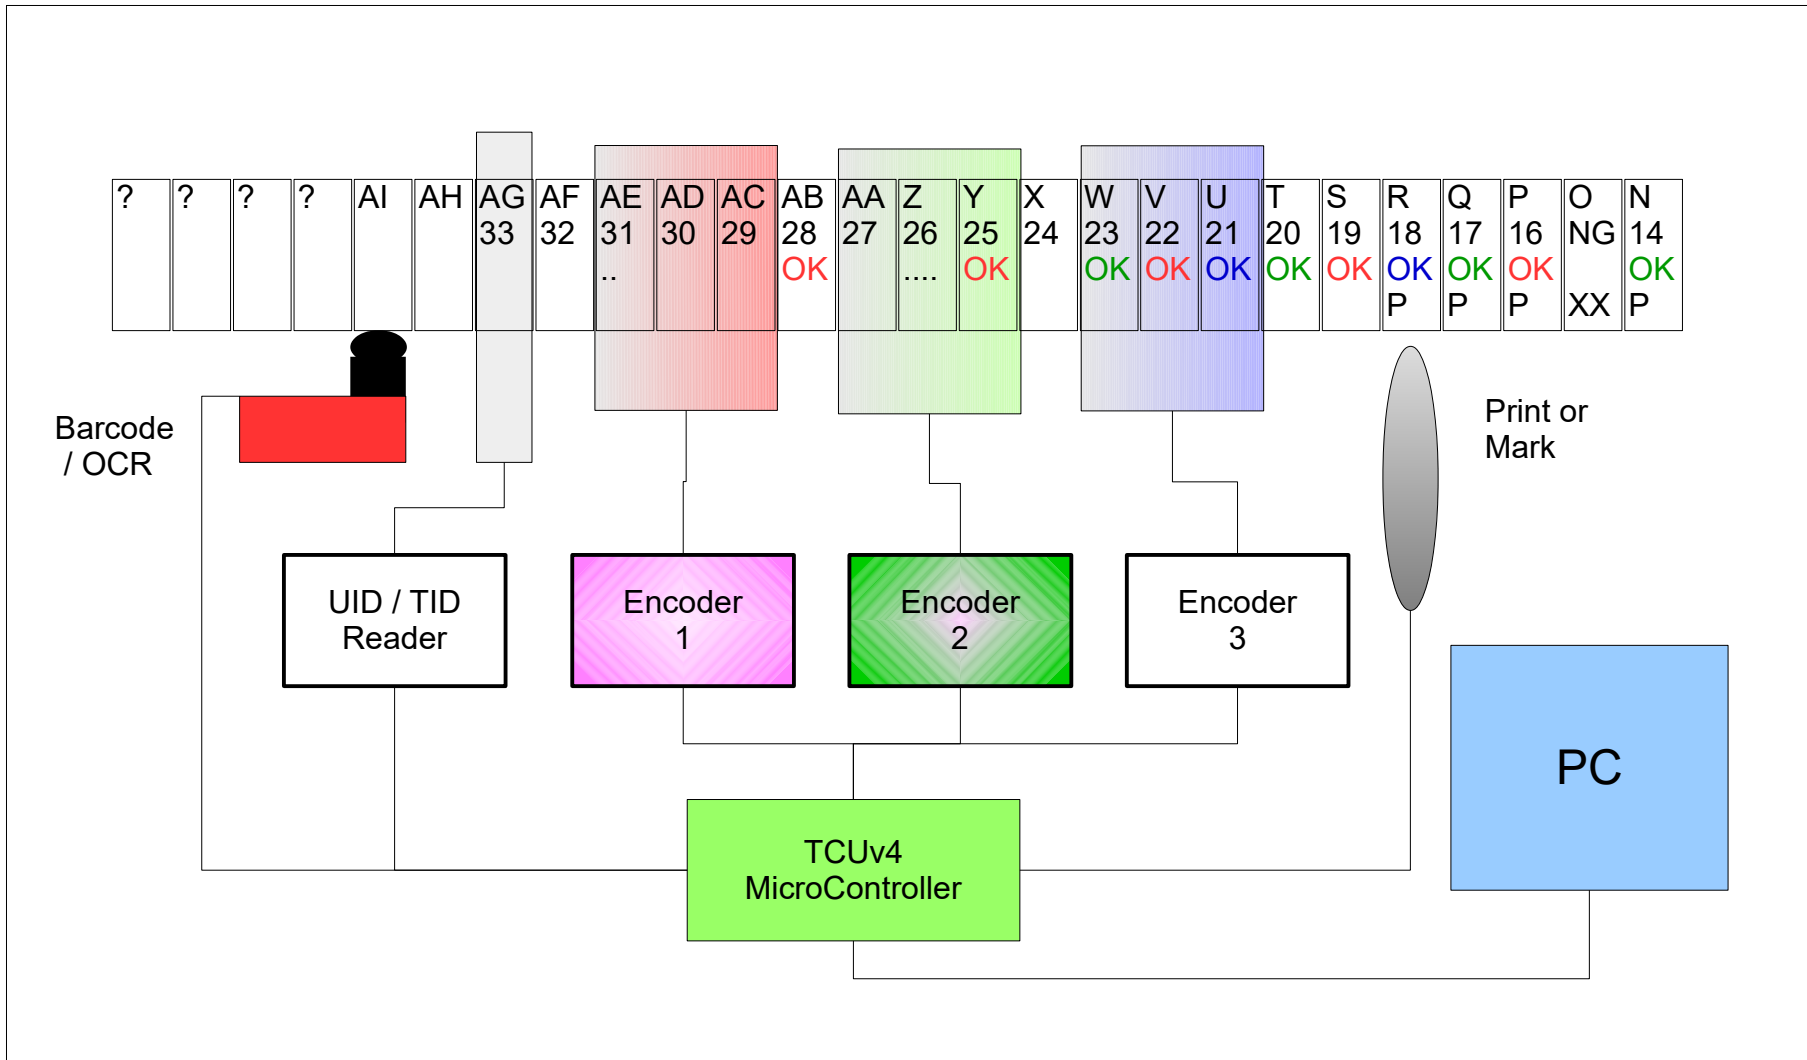 ? ? ? ? AI AH AG AF AE AD AC AB AA Z Y X W V U T S R Q P O N
33 32 31 30 29 28 27 26 25 24 23 22 21 20 19 18 17 16 NG 14
.. OK .... OK OK OK OK OK OK OK OK OK OK
P P P XX P
Barcode
/ OCR
Print or
Mark
UID / TID
Reader
Encoder
1
Encoder
2
Encoder
3
PC
TCUv4
MicroController